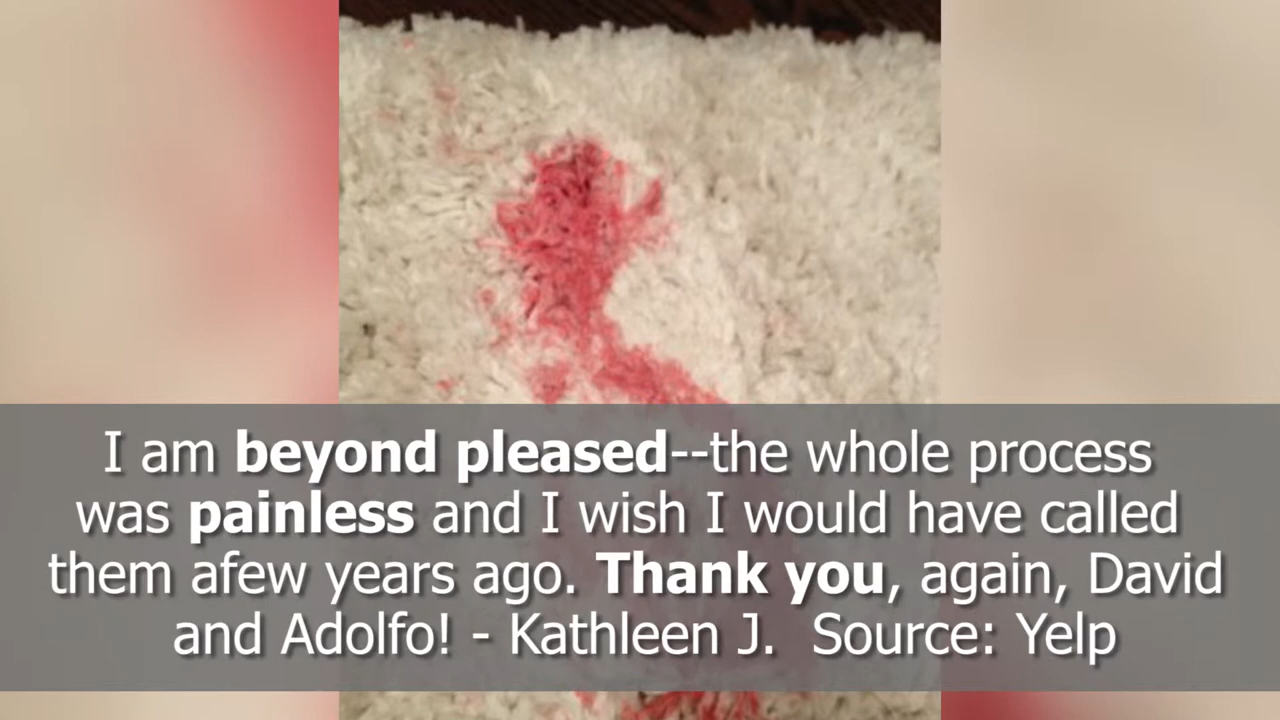 I am beyond pleased--the whole process
was painless and I wish I would have called
them afew years ago. Thank you, again, David
and Adolfo! - Kathleen J.  Source: Yelp